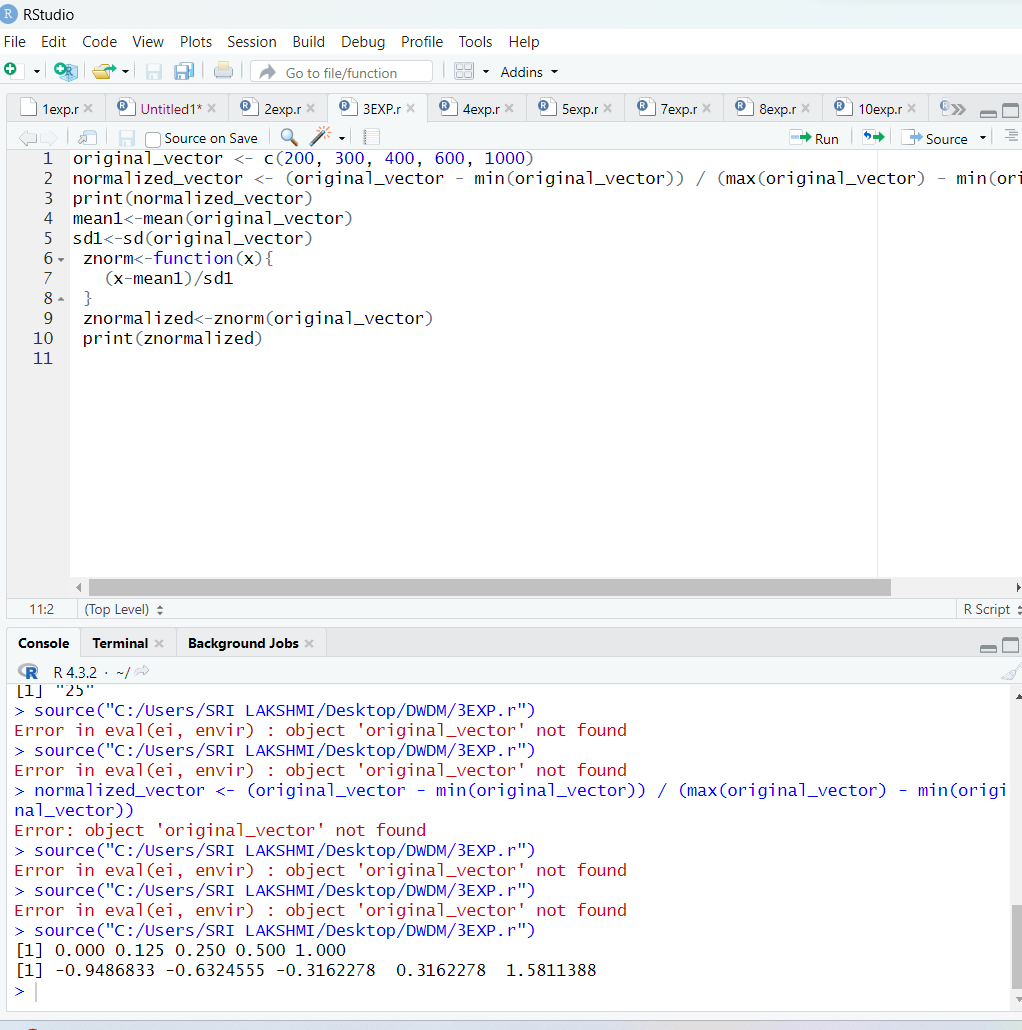 RStudio
File Edit Code View Plots Session Build Debug Profile Tools Help
Go to file/function Addins
1exp.r Untitled1* 2exp.r 3EXP.r 4exp.r 5exp.r 7exp.r 8exp.r 10exp.r
Source on Save Run Source
1 original_vector <- c(200, 300, 400, 600, 1000)
2 normalized_vector <- (original_vector - min(original_vector)) / (max(original_vector) - min(ori
3 print(normalized_vector)
4 mean1<-mean(original_vector)
5 sd1<-sd(original_vector)
6 znorm<-function(x){
7 (x-mean1)/sd1
8 }
9 znormalized<-znorm(original_vector)
10 print(znormalized)
11
11:2 (Top Level) R Script
Console Terminal Background Jobs
R R 4.3.2 · ~/
[1] "25"
> source("C:/Users/SRI LAKSHMI/Desktop/DWDM/3EXP.r")
Error in eval(ei, envir) : object 'original_vector' not found
> source("C:/Users/SRI LAKSHMI/Desktop/DWDM/3EXP.r")
Error in eval(ei, envir) : object 'original_vector' not found
> normalized_vector <- (original_vector - min(original_vector)) / (max(original_vector) - min(origi
nal_vector))
Error: object 'original_vector' not found
> source("C:/Users/SRI LAKSHMI/Desktop/DWDM/3EXP.r")
Error in eval(ei, envir) : object 'original_vector' not found
> source("C:/Users/SRI LAKSHMI/Desktop/DWDM/3EXP.r")
Error in eval(ei, envir) : object 'original_vector' not found
> source("C:/Users/SRI LAKSHMI/Desktop/DWDM/3EXP.r")
[1] 0.000 0.125 0.250 0.500 1.000
[1] -0.9486833 -0.6324555 -0.3162278 0.3162278 1.5811388
>